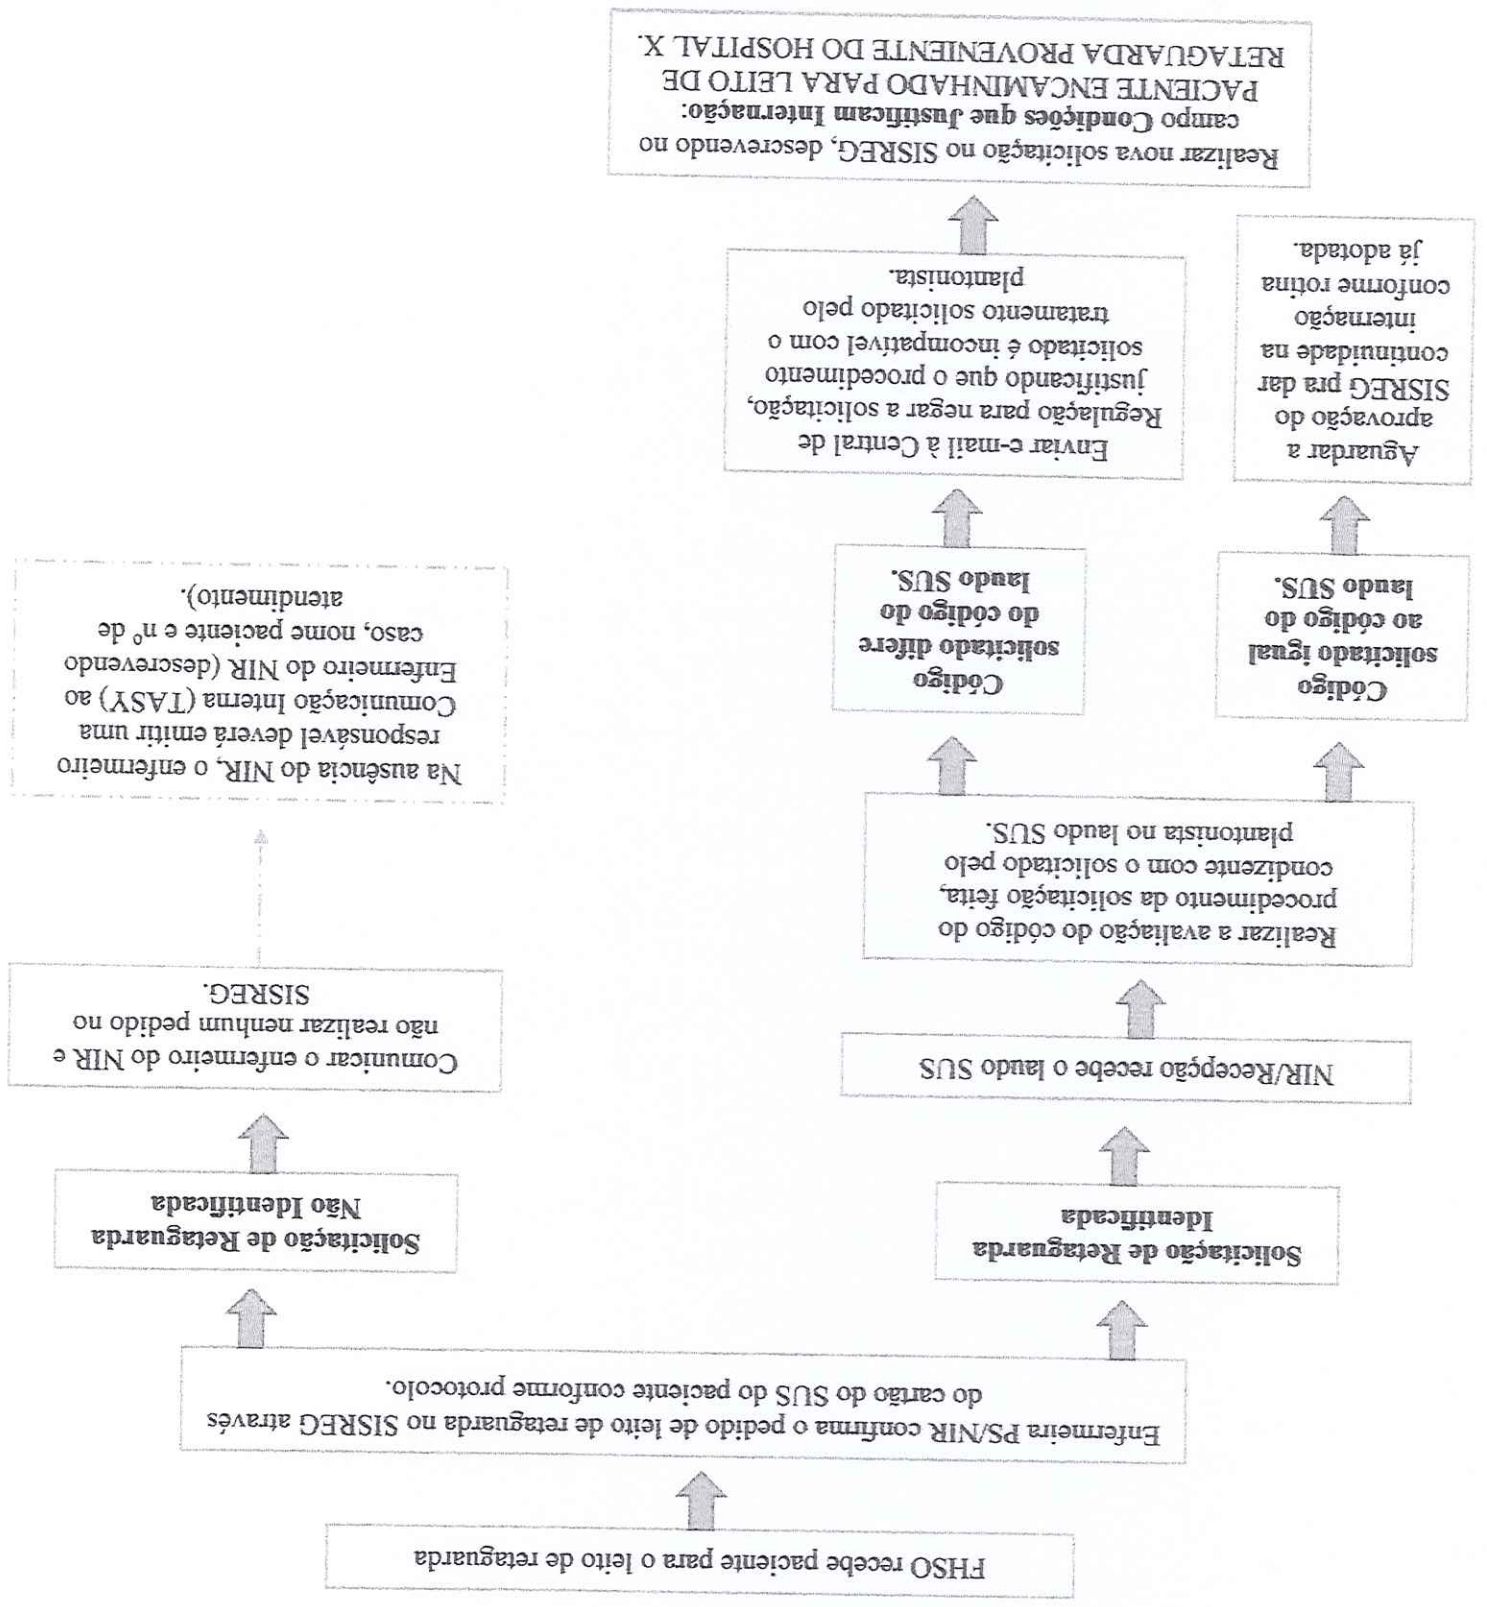 FHSO recebe paciente para o leito de retaguarda
Enfermeira PS/NIR confirma o pedido de leito de retaguarda no SISREG através
do cartão do SUS do paciente conforme protocolo.
Solicitação de Retaguarda
Identificada
NIR/Recepção recebe o laudo SUS
Realizar a avaliação do código do
procedimento da solicitação feita,
condizente com o solicitado pelo
plantonista no laudo SUS.
Código
solicitado igual
ao código do
laudo SUS.
Aguardar a
aprovação do
SISREG pra dar
continuidade na
internação
conforme rotina
já adotada.
Código
solicitado difere
do código do
laudo SUS.
Enviar e-mail à Central de
Regulação para negar a solicitação,
justificando que o procedimento
solicitado é incompatível com o
tratamento solicitado pelo
plantonista.
Realizar nova solicitação no SISREG, descrevendo no
campo Condições que Justificam Internação:
PACIENTE ENCAMINHADO PARA LEITO DE
RETAGUARDA PROVENIENTE DO HOSPITAL X.
Solicitação de Retaguarda
Não Identificada
Comunicar o enfermeiro do NIR e
não realizar nenhum pedido no
SISREG.
Na ausência do NIR, o enfermeiro
responsável deverá emitir uma
Comunicação Interna (TASY) ao
Enfermeiro do NIR (descrevendo
caso, nome paciente e nº de
atendimento).